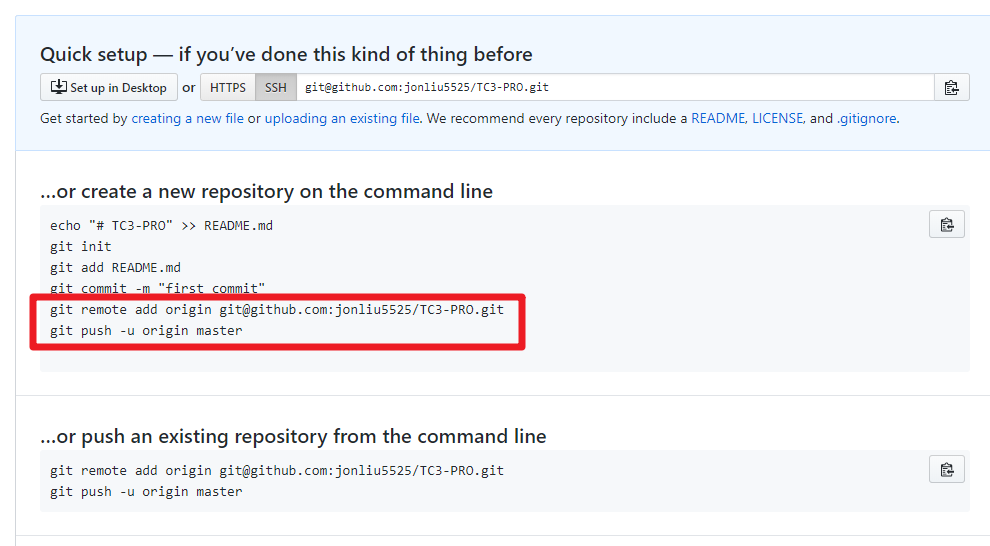 Quick setup — if you’ve done this kind of thing before
Set up in Desktop or HTTPS SSH git@github.com:jonliu5525/TC3-PRO.git
Get started by creating a new file or uploading an existing file. We recommend every repository include a README, LICENSE, and .gitignore.
…or create a new repository on the command line
echo "# TC3-PRO" >> README.md
git init
git add README.md
git commit -m "first commit"
git remote add origin git@github.com:jonliu5525/TC3-PRO.git
git push -u origin master
…or push an existing repository from the command line
git remote add origin git@github.com:jonliu5525/TC3-PRO.git
git push -u origin master